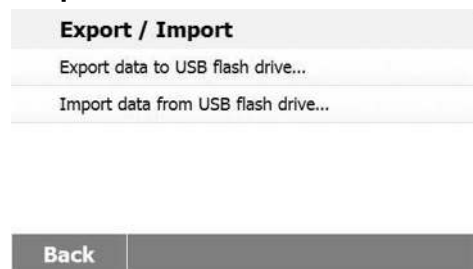 Export / Import
Export data to USB flash drive...
Import data from USB flash drive...
Back